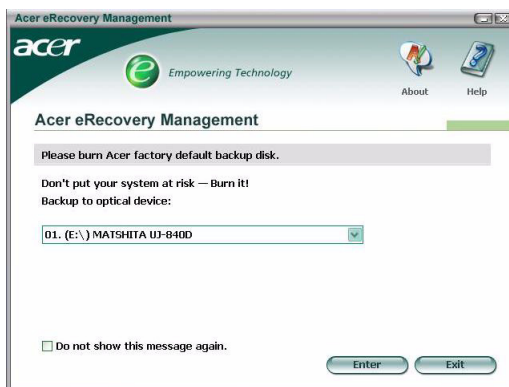 Acer eRecovery Management
acer
e Empowering Technology
About Help
Acer eRecovery Management
Please burn Acer factory default backup disk.
Don't put your system at risk — Burn it!
Backup to optical device:
01. (E:\) MATSHITA UJ-840D
Do not show this message again.
Enter Exit